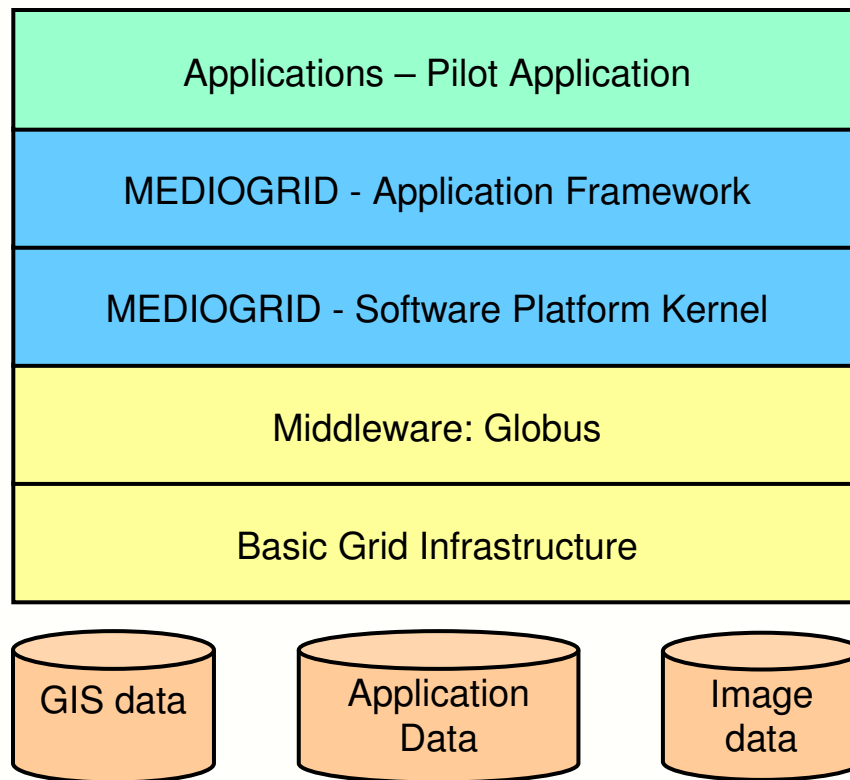 Applications – Pilot Application
MEDIOGRID - Application Framework
MEDIOGRID - Software Platform Kernel
Middleware: Globus
Basic Grid Infrastructure
GIS data
Application
Data
Image
data